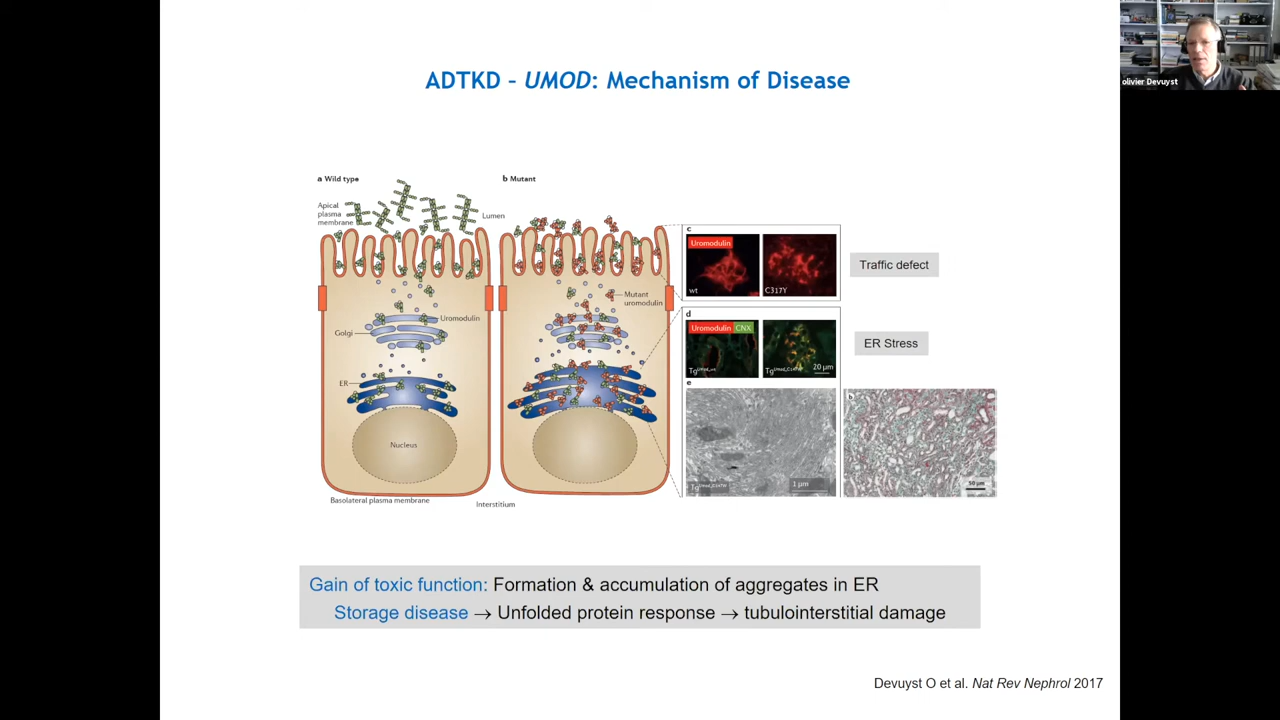 olivier Devuyst
ADTKD – UMOD: Mechanism of Disease
a Wild type
b Mutant
Apical
plasma
membrane
Lumen
Uromodulin
Golgi
ER
Nucleus
Basolateral plasma membrane
Interstitium
Mutant
uromodulin
c
Uromodulin
wt
C317Y
Traffic defect
d
Uromodulin CNX
20 µm
ER Stress
e
1 µm
b
50 µm
Gain of toxic function: Formation & accumulation of aggregates in ER
Storage disease → Unfolded protein response → tubulointerstitial damage
Devuyst O et al. Nat Rev Nephrol 2017